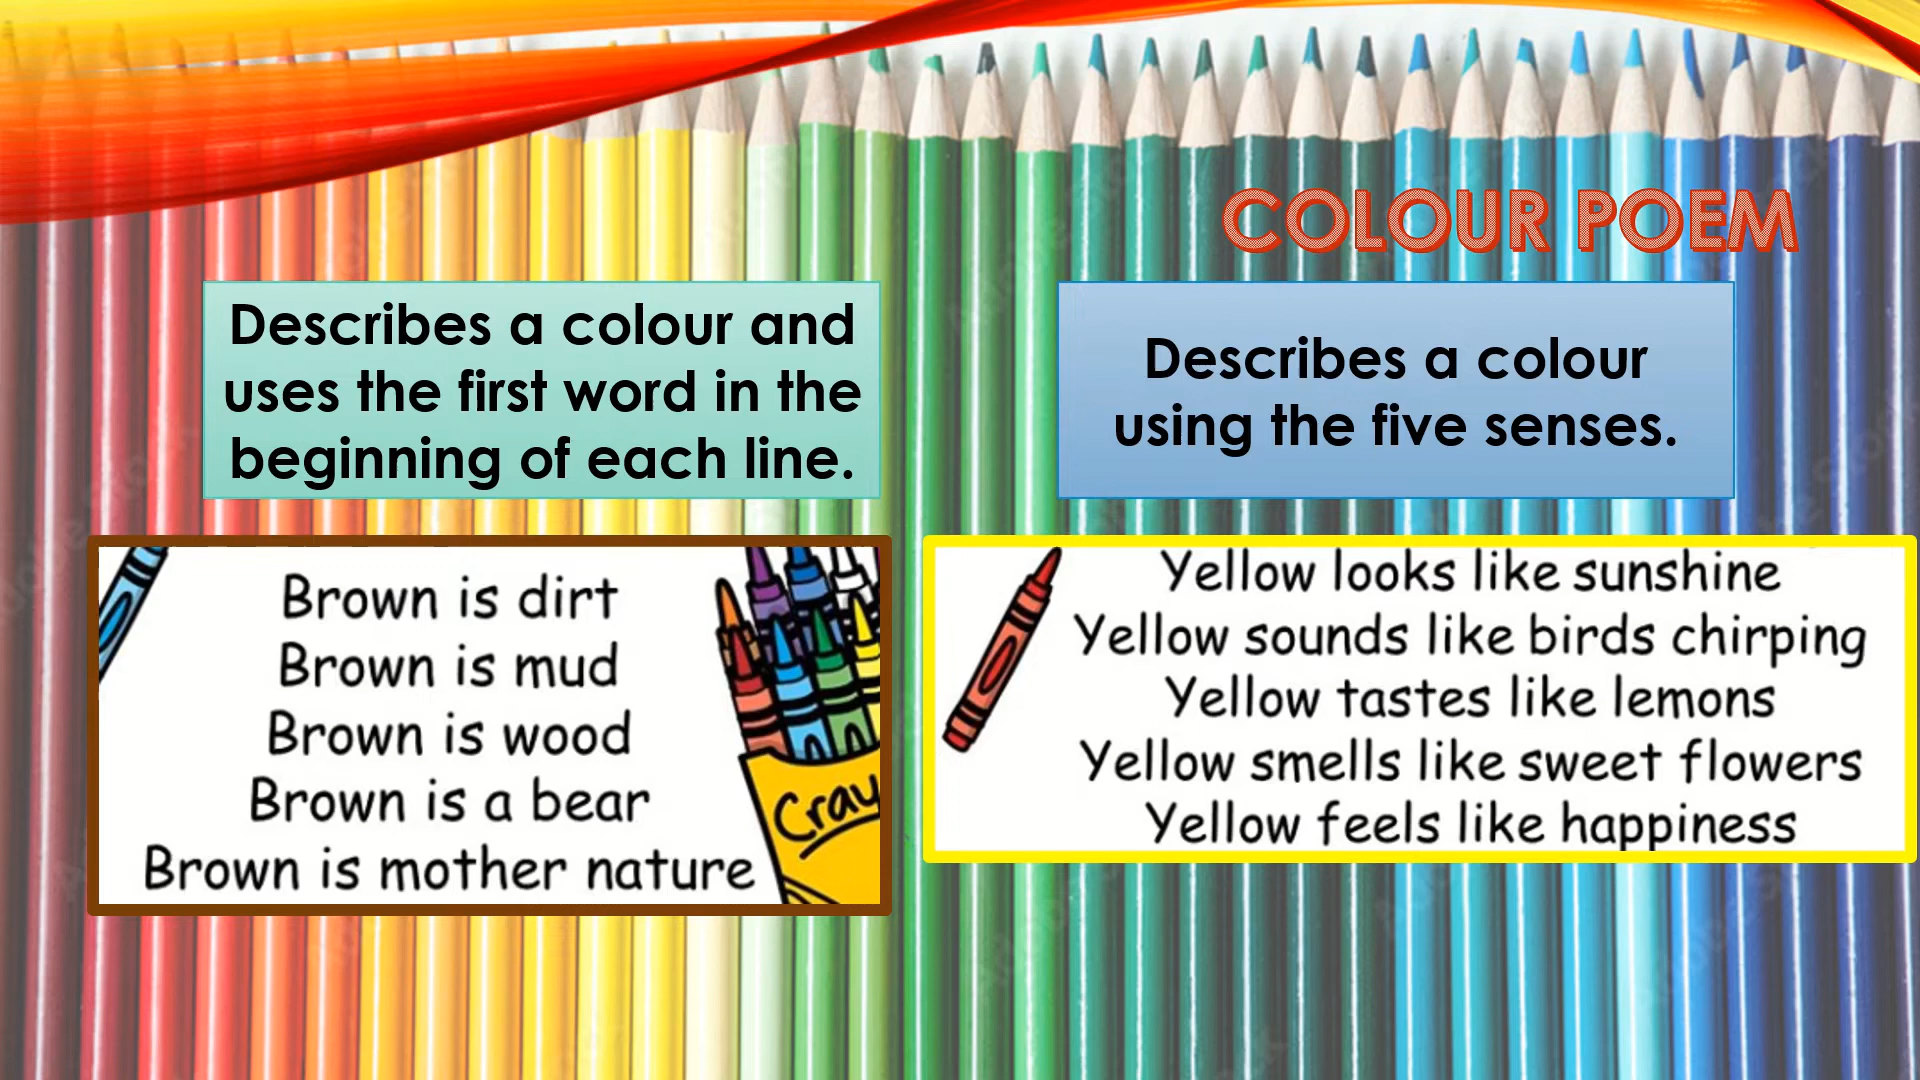 COLOUR POEM
Describes a colour and
uses the first word in the
beginning of each line.
Describes a colour
using the five senses.
Brown is dirt
Brown is mud
Brown is wood
Brown is a bear
Brown is mother nature
Cray
Yellow looks like sunshine
Yellow sounds like birds chirping
Yellow tastes like lemons
Yellow smells like sweet flowers
Yellow feels like happiness